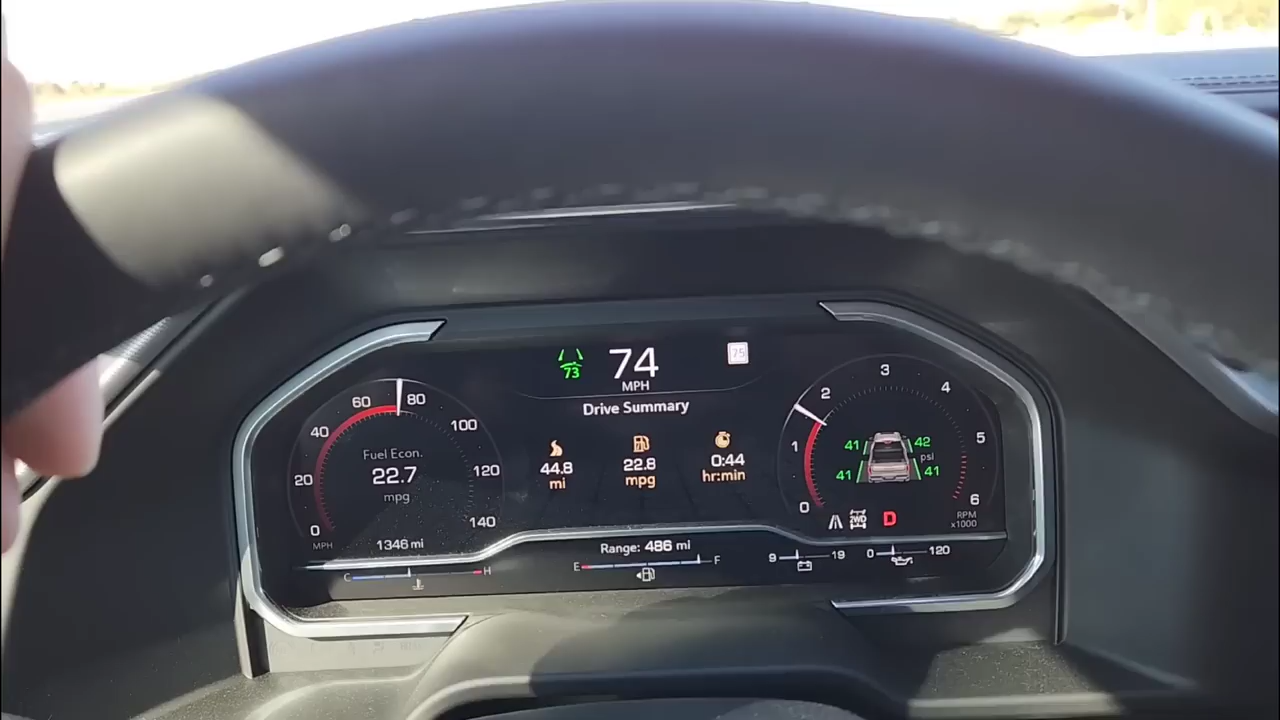 73
74
MPH
75
Drive Summary
44.8
mi
22.8
mpg
0:44
hr:min
0
20
40
60
80
100
120
140
MPH
Fuel Econ.
22.7
mpg
1346 mi
0
1
2
3
4
5
6
RPM
x1000
41
42
psi
41
41
2WD
D
C
H
Range: 486 mi
E
F
9
19
0
120